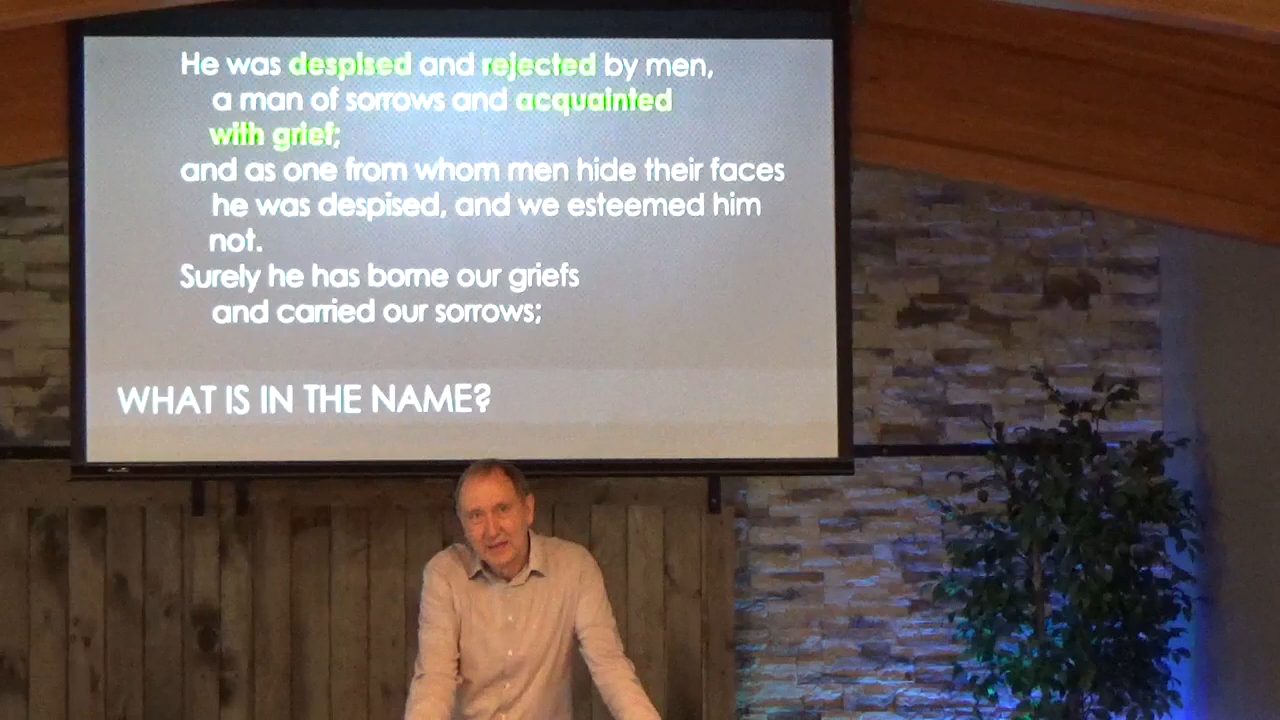 He was despised and rejected by men,
a man of sorrows and acquainted
with grief;
and as one from whom men hide their faces
he was despised, and we esteemed him
not.
Surely he has borne our griefs
and carried our sorrows;
WHAT IS IN THE NAME?